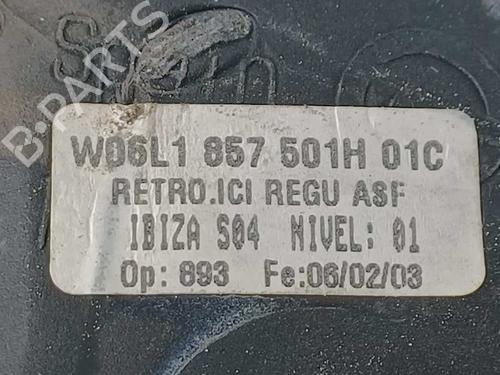 W06L1 857 501H 01C
RETRO.ICI REGU ASF
IBIZA S04 NIVEL: 01
Op: 893 Fe:06/02/03
B-PARTS